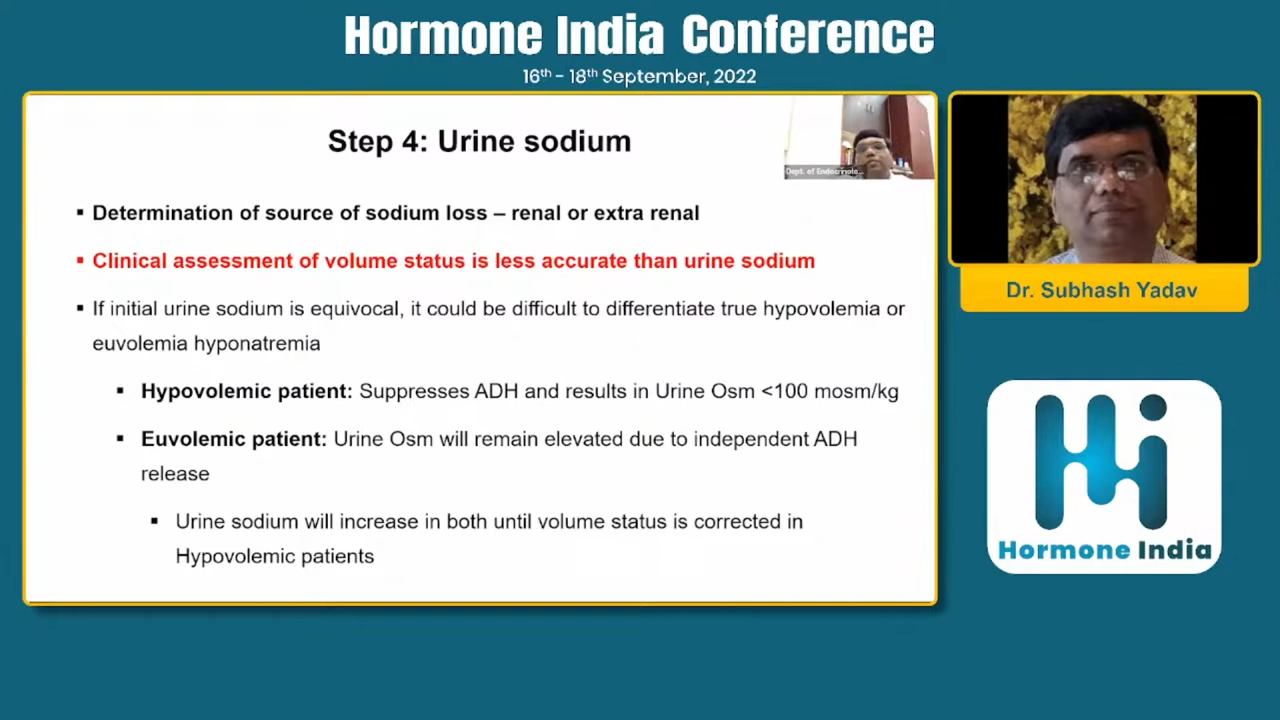 Hormone India Conference
16th - 18th September, 2022
Step 4: Urine sodium
Dept. of Endocrinolo...
▪ Determination of source of sodium loss – renal or extra renal
▪ Clinical assessment of volume status is less accurate than urine sodium
▪ If initial urine sodium is equivocal, it could be difficult to differentiate true hypovolemia or
euvolemia hyponatremia
▪ Hypovolemic patient: Suppresses ADH and results in Urine Osm <100 mosm/kg
▪ Euvolemic patient: Urine Osm will remain elevated due to independent ADH
release
▪ Urine sodium will increase in both until volume status is corrected in
Hypovolemic patients
Dr. Subhash Yadav
Hormone India